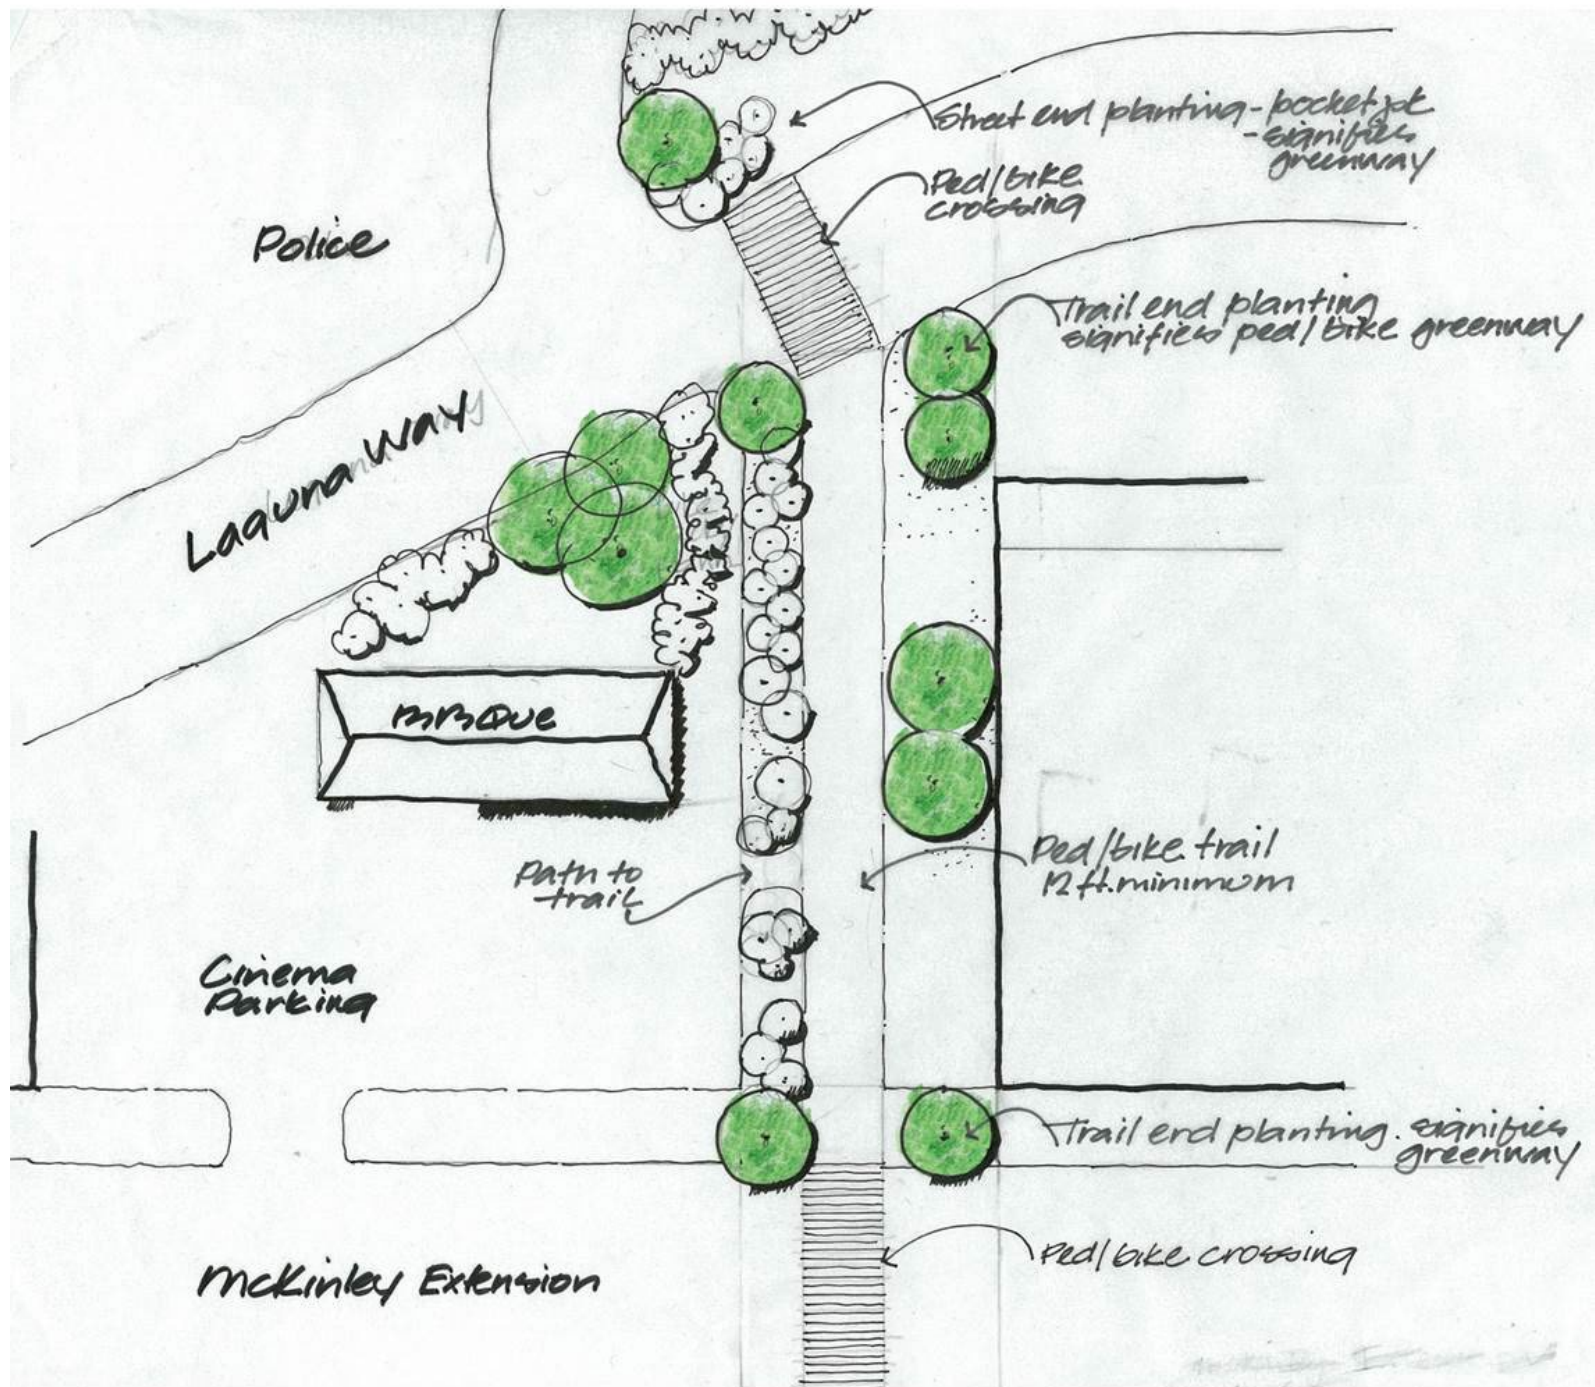 Street end planting - pocket pk
- signifies
greenway
Ped/bike
crossing
Police
Trail end planting
signifies ped/bike greenway
Laguna Way
BBQue
Path to
trail
Ped/bike trail
12 ft. minimum
Cinema
Parking
Trail end planting. signifies
greenway
Ped/bike crossing
McKinley Extension